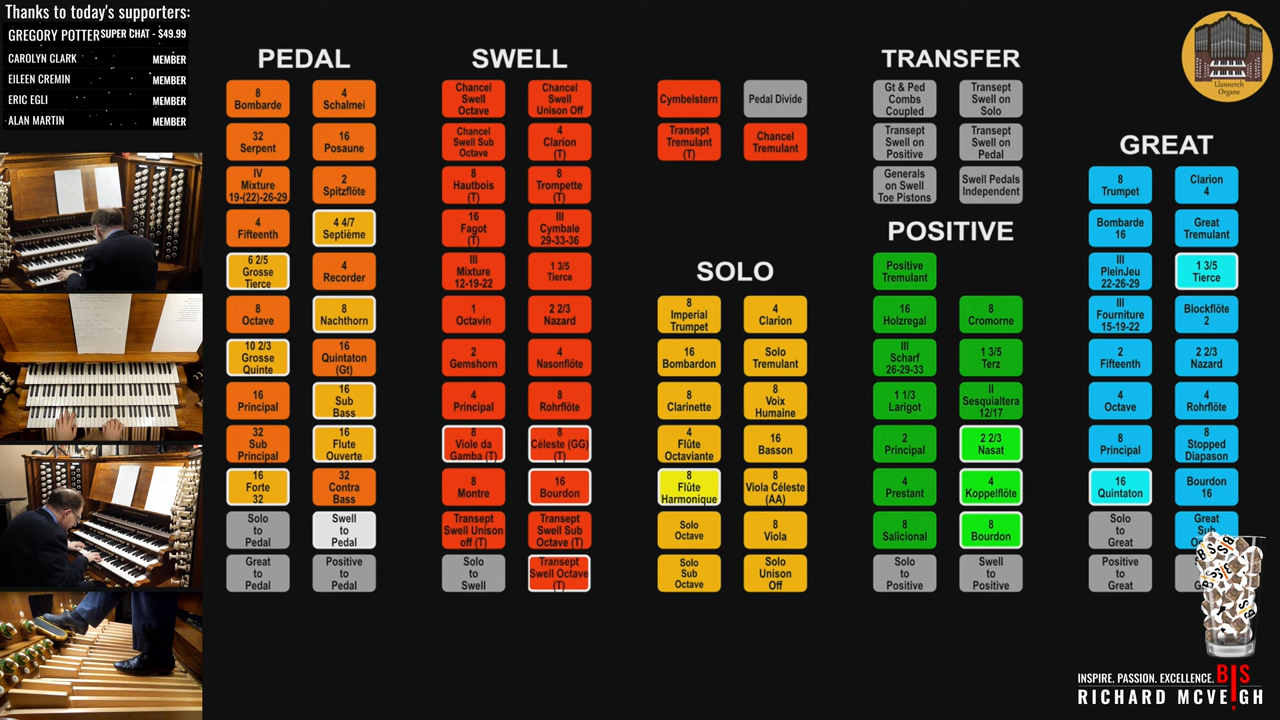 Thanks to today's supporters:
GREGORY POTTER SUPER CHAT - $49.99
CAROLYN CLARK MEMBER
EILEEN CREMIN MEMBER
ERIC EGLI MEMBER
ALAN MARTIN MEMBER
PEDAL
8
Bombarde
4
Schalmei
32
Serpent
16
Posaune
IV
Mixture
19-(22)-26-29
2
Spitzflöte
4
Fifteenth
4 4/7
Septième
6 2/5
Grosse
Tierce
4
Recorder
8
Octave
8
Nachthorn
10 2/3
Grosse
Quinte
16
Quintaton
(Gt)
16
Principal
16
Sub
Bass
32
Sub
Principal
16
Flute
Ouverte
16
Forte
32
32
Contra
Bass
Solo
to
Pedal
Swell
to
Pedal
Great
to
Pedal
Positive
to
Pedal
SWELL
Chancel
Swell
Octave
Chancel
Swell
Unison Off
Chancel
Swell Sub
Octave
4
Clarion
(T)
8
Hautbois
(T)
8
Trompette
(T)
16
Fagot
(T)
III
Cymbale
29-33-36
III
Mixture
12-19-22
1 3/5
Tierce
1
Octavin
2 2/3
Nazard
2
Gemshorn
4
Nasonflöte
4
Principal
8
Rohrflöte
8
Viole da
Gamba (T)
8
Céleste (GG)
(T)
8
Montre
16
Bourdon
Transept
Swell Unison
off (T)
Transept
Swell Sub
Octave (T)
Solo
to
Swell
Transept
Swell Octave
(T)
Cymbelstern
Pedal Divide
Transept
Tremulant
(T)
Chancel
Tremulant
SOLO
8
Imperial
Trumpet
4
Clarion
16
Bombardon
Solo
Tremulant
8
Clarinette
8
Voix
Humaine
4
Flûte
Octaviante
16
Basson
8
Flûte
Harmonique
8
Viola Céleste
(AA)
Solo
Octave
8
Viola
Solo
Sub
Octave
Solo
Unison
Off
TRANSFER
Gt & Ped
Combs
Coupled
Transept
Swell on
Solo
Transept
Swell on
Positive
Transept
Swell on
Pedal
Generals
on Swell
Toe Pistons
Swell Pedals
Independent
POSITIVE
Positive
Tremulant
16
Holzregal
8
Cromorne
III
Scharf
26-29-33
1 3/5
Terz
1 1/3
Larigot
II
Sesquialtera
12/17
2
Principal
2 2/3
Nasat
4
Prestant
4
Koppelflöte
8
Salicional
8
Bourdon
Solo
to
Positive
Swell
to
Positive
GREAT
8
Trumpet
Clarion
4
Bombarde
16
Great
Tremulant
III
PleinJeu
22-26-29
1 3/5
Tierce
III
Fourniture
15-19-22
Blockflöte
2
2
Fifteenth
2 2/3
Nazard
4
Octave
4
Rohrflöte
8
Principal
8
Stopped
Diapason
16
Quintaton
Bourdon
16
Solo
to
Great
Great
Sub
Positive
to
Great
Llannerch
Organs
INSPIRE. PASSION. EXCELLENCE. BIS
RICHARD MCVEIGH